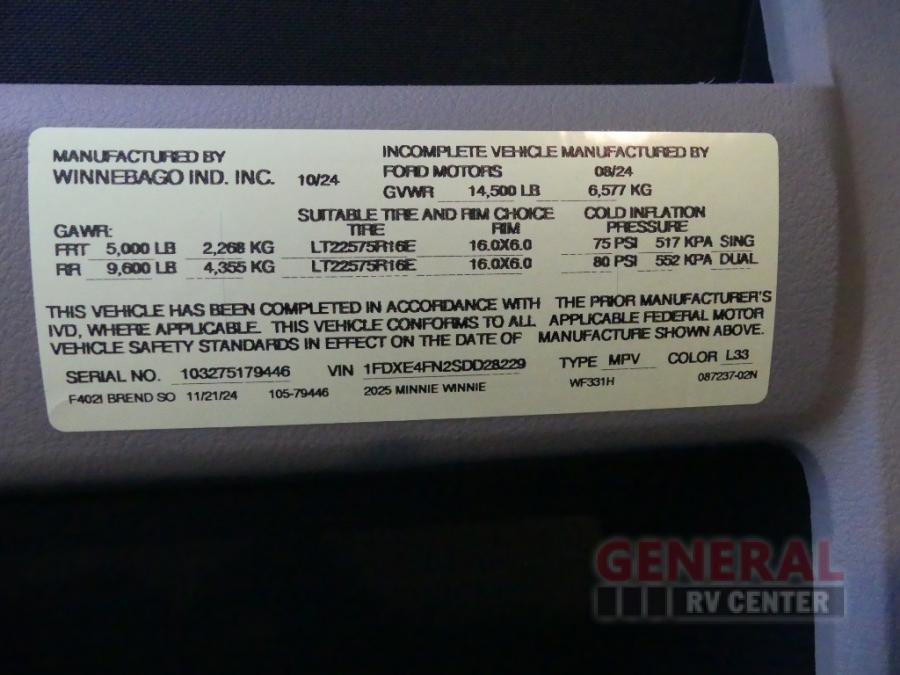 MANUFACTURED BY
WINNEBAGO IND. INC. 10/24
INCOMPLETE VEHICLE MANUFACTURED BY
FORD MOTORS 08/24
GVWR 14,500 LB 6,577 KG
SUITABLE TIRE AND RIM CHOICE COLD INFLATION
GAWR: TIRE RIM PRESSURE
FRT 5,000 LB 2,268 KG LT22575R16E 16.0X6.0 75 PSI 517 KPA SING
RR 9,600 LB 4,355 KG LT22575R16E 16.0X6.0 80 PSI 552 KPA DUAL
THIS VEHICLE HAS BEEN COMPLETED IN ACCORDANCE WITH THE PRIOR MANUFACTURER'S
IVD, WHERE APPLICABLE. THIS VEHICLE CONFORMS TO ALL APPLICABLE FEDERAL MOTOR
VEHICLE SAFETY STANDARDS IN EFFECT ON THE DATE OF MANUFACTURE SHOWN ABOVE.
SERIAL NO. 103275179446 VIN 1FDXE4FN2SDD28229 TYPE MPV COLOR L33
F402I BREND SO 11/21/24 105-79446 2025 MINNIE WINNIE WF331H 087237-02N
GENERAL
RV CENTER